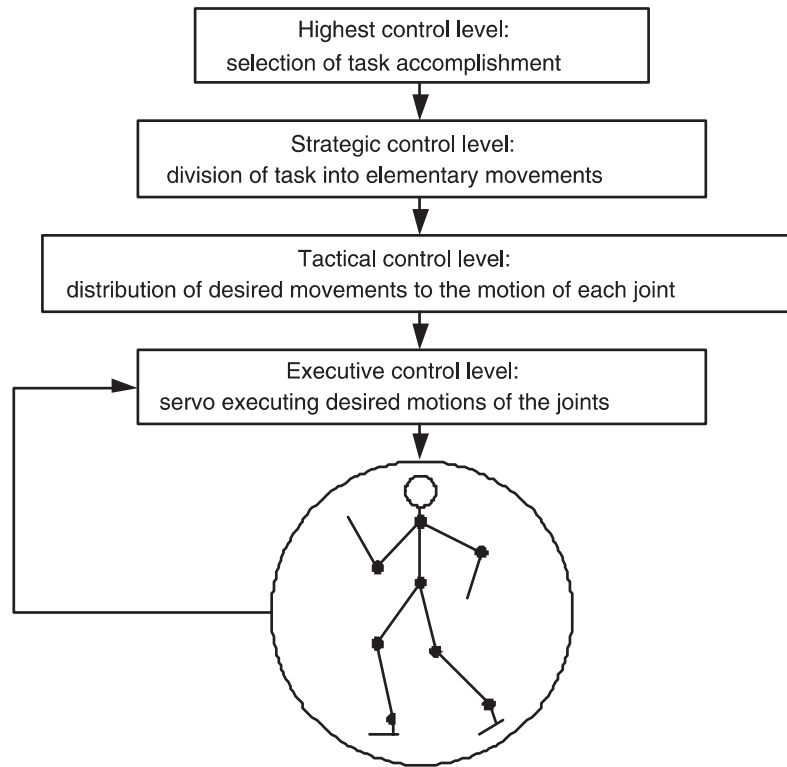 Highest control level:
selection of task accomplishment
Strategic control level:
division of task into elementary movements
Tactical control level:
distribution of desired movements to the motion of each joint
Executive control level:
servo executing desired motions of the joints